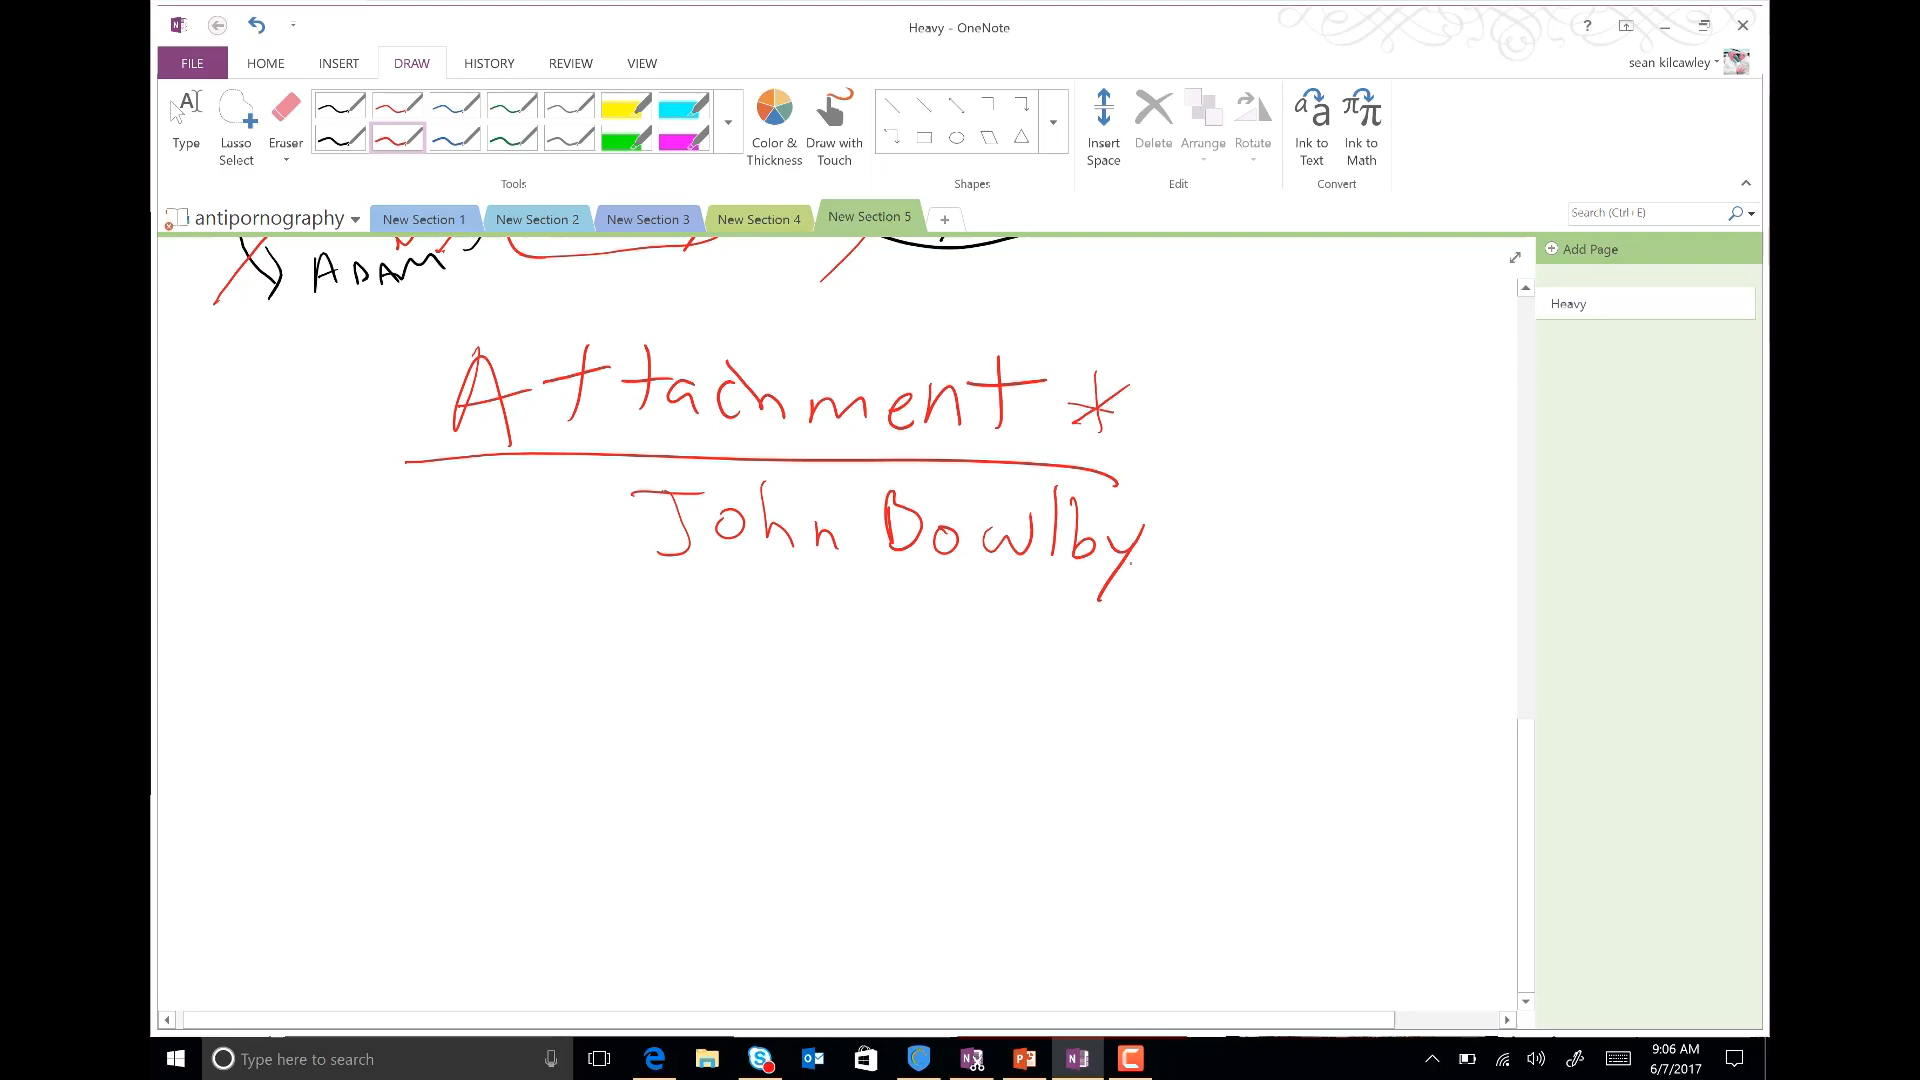 Heavy - OneNote
?
FILE HOME INSERT DRAW HISTORY REVIEW VIEW
sean kilcawley
Type
Lasso Select
Eraser
Color & Thickness
Draw with Touch
Insert Space
Delete
Arrange
Rotate
Ink to Text
Ink to Math
Tools
Shapes
Edit
Convert
antipornography
New Section 1
New Section 2
New Section 3
New Section 4
New Section 5
+
Search (Ctrl+E)
Add Page
Heavy
ADAM
Attachment *
John Bowlby
Type here to search
9:06 AM
6/7/2017